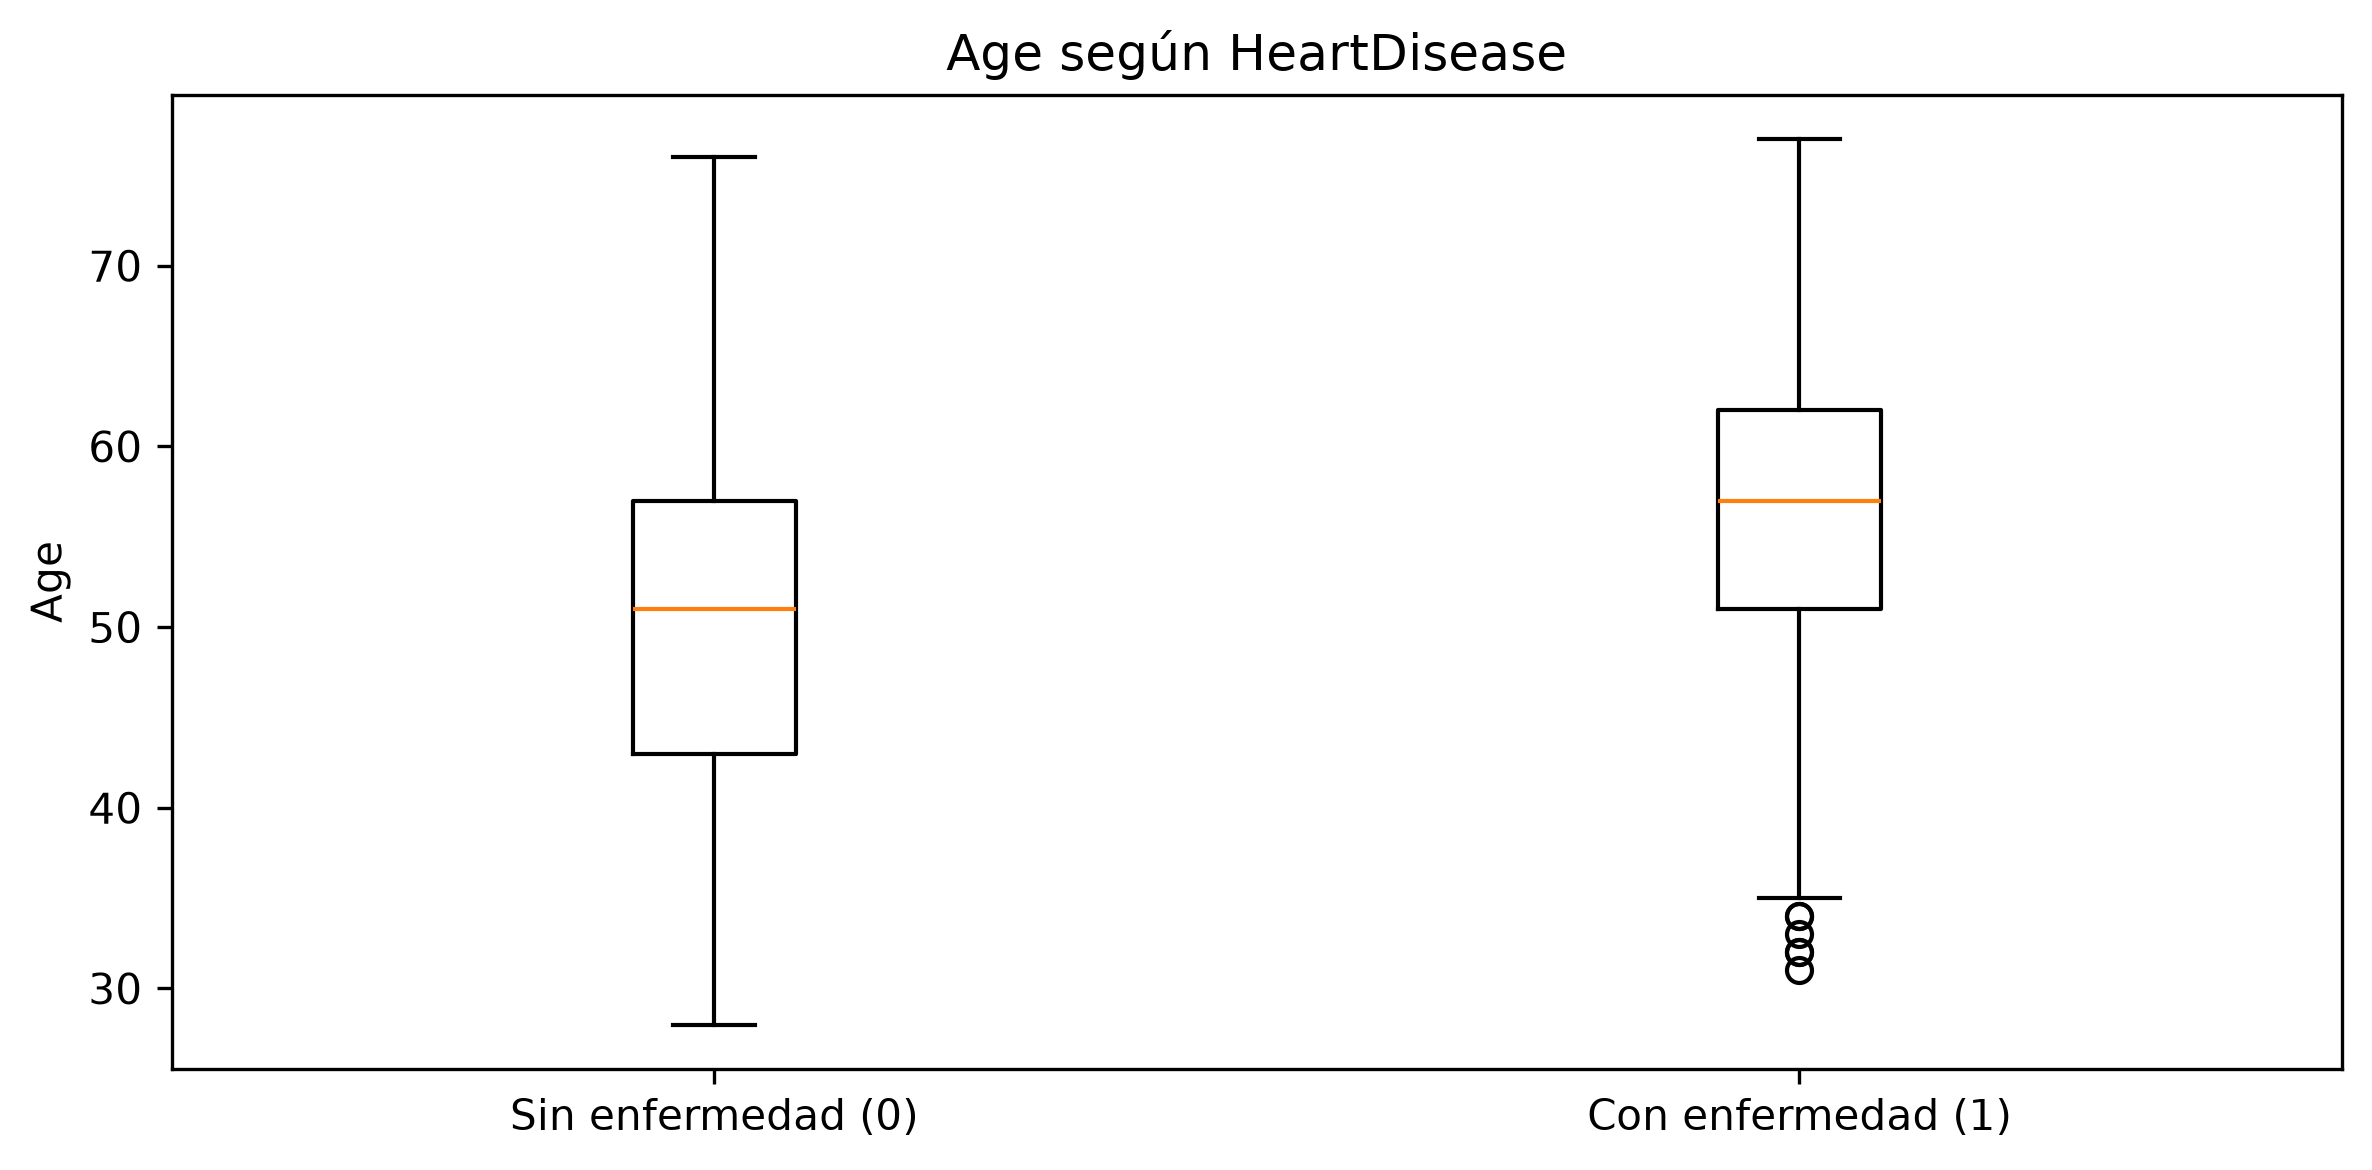 Age según HeartDisease
Age
70
60
50
40
30
Sin enfermedad (0)
Con enfermedad (1)